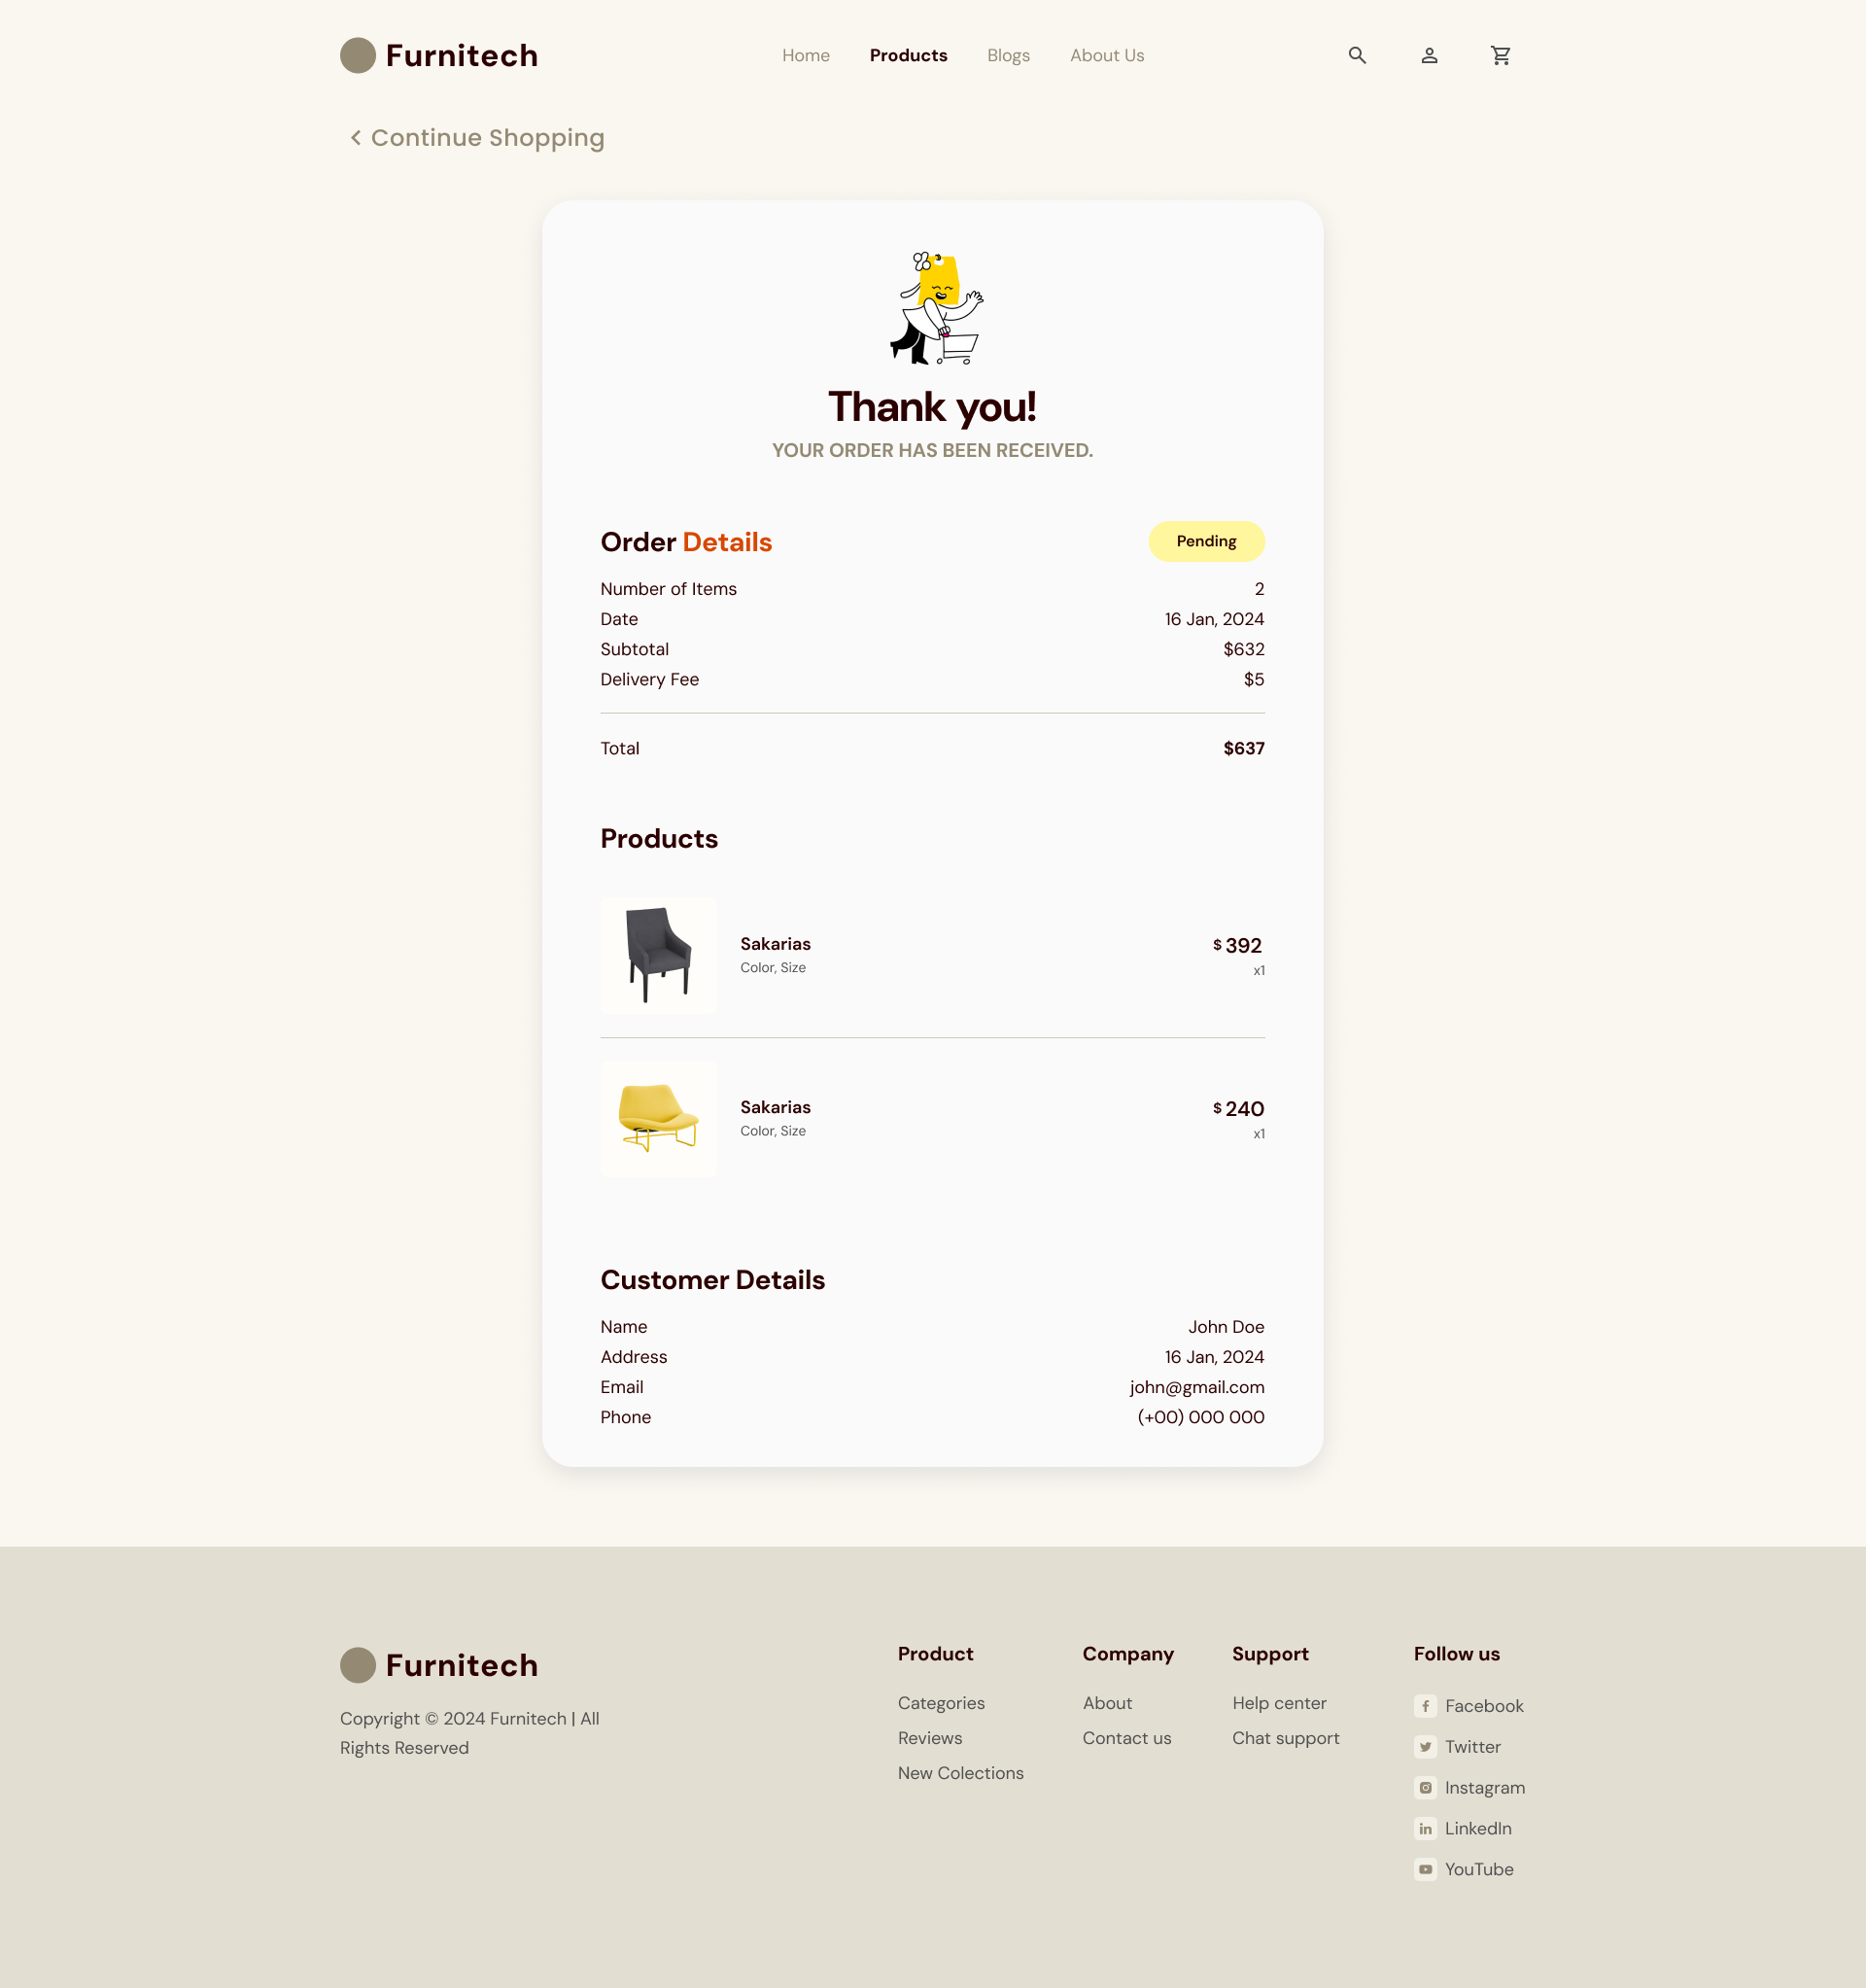 Furnitech
Home Products Blogs About Us
Continue Shopping
Thank you!
YOUR ORDER HAS BEEN RECEIVED.
Order Details
Pending
Number of Items 2
Date 16 Jan, 2024
Subtotal $632
Delivery Fee $5
Total $637
Products
Sakarias $ 392
Color, Size x1
Sakarias $ 240
Color, Size x1
Customer Details
Name John Doe
Address 16 Jan, 2024
Email john@gmail.com
Phone (+00) 000 000
Furnitech
Copyright © 2024 Furnitech | All
Rights Reserved
Product
Categories
Reviews
New Colections
Company
About
Contact us
Support
Help center
Chat support
Follow us
Facebook
Twitter
Instagram
LinkedIn
YouTube